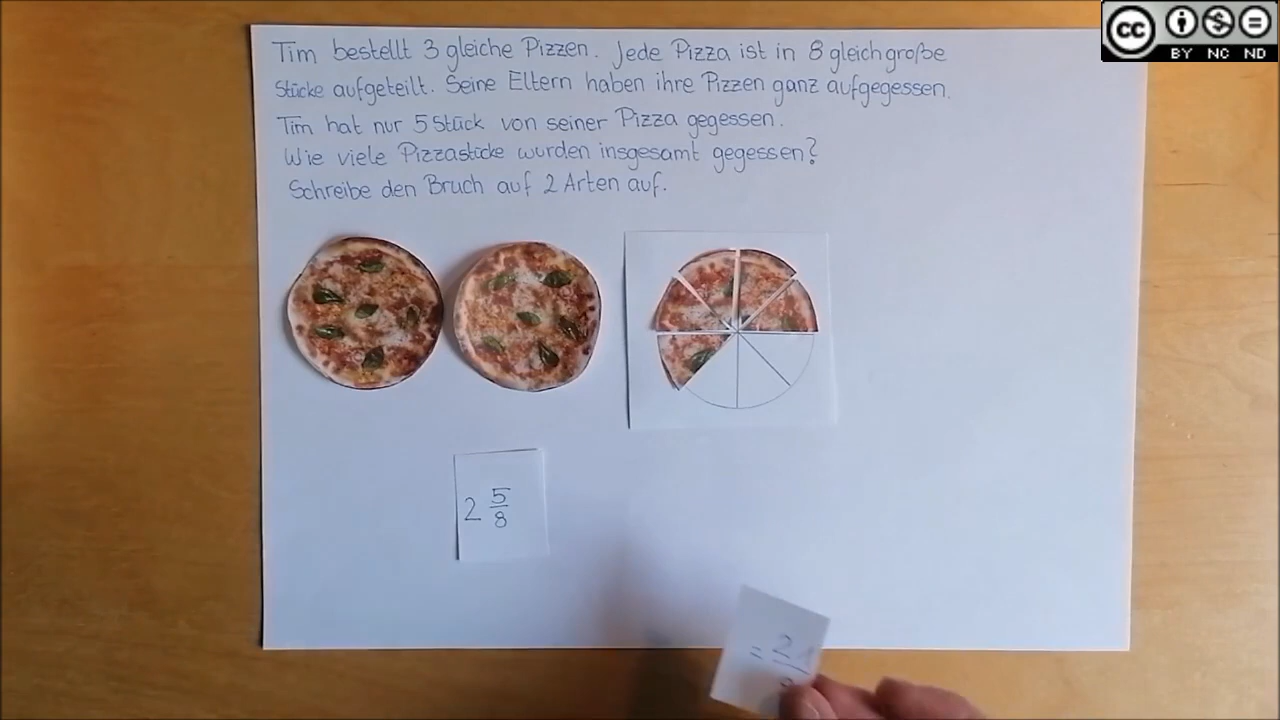 cc BY NC ND
Tim bestellt 3 gleiche Pizzen. Jede Pizza ist in 8 gleichgroße
Stücke aufgeteilt. Seine Eltern haben ihre Pizzen ganz aufgegessen.
Tim hat nur 5 Stück von seiner Pizza gegessen.
Wie viele Pizzastücke wurden insgesamt gegessen?
Schreibe den Bruch auf 2 Arten auf.
2 5/8
= 21